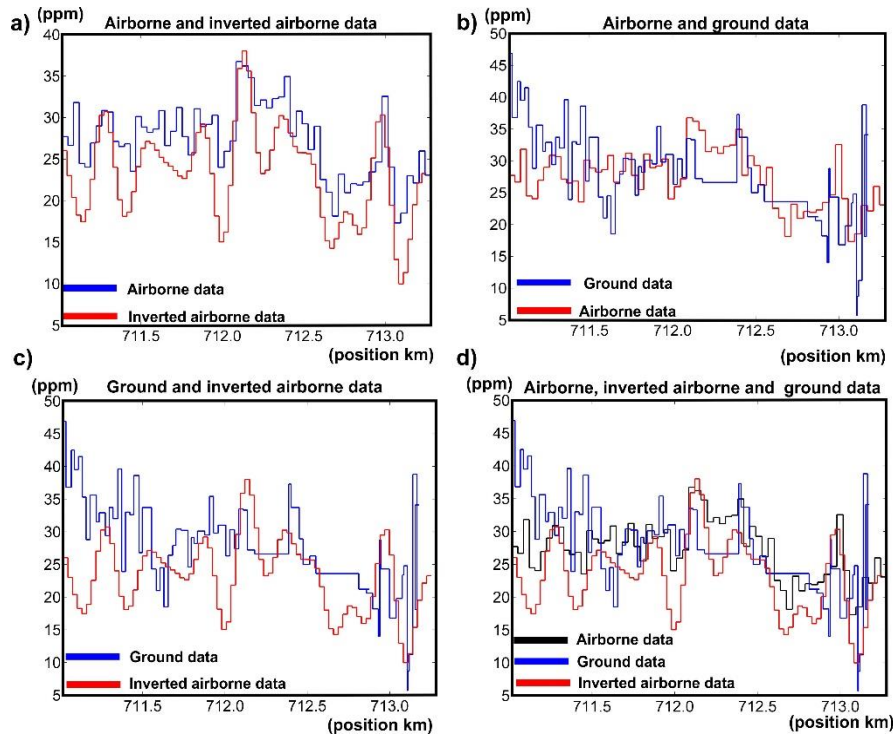 a)
Airborne and inverted airborne data
(ppm)
40
35
30
25
20
15
10
5
711.5
712.0
712.5
713.0
(position km)
Airborne data
Inverted airborne data
b)
Airborne and ground data
(ppm)
50
45
40
35
30
25
20
15
10
5
711.5
712.0
712.5
713.0
(position km)
Ground data
Airborne data
c)
Ground and inverted airborne data
(ppm)
50
45
40
35
30
25
20
15
10
5
711.5
712.0
712.5
713.0
(position km)
Ground data
Inverted airborne data
d)
Airborne, inverted airborne and ground data
(ppm)
50
45
40
35
30
25
20
15
10
5
711.5
712.0
712.5
713.0
(position km)
Airborne data
Ground data
Inverted airborne data